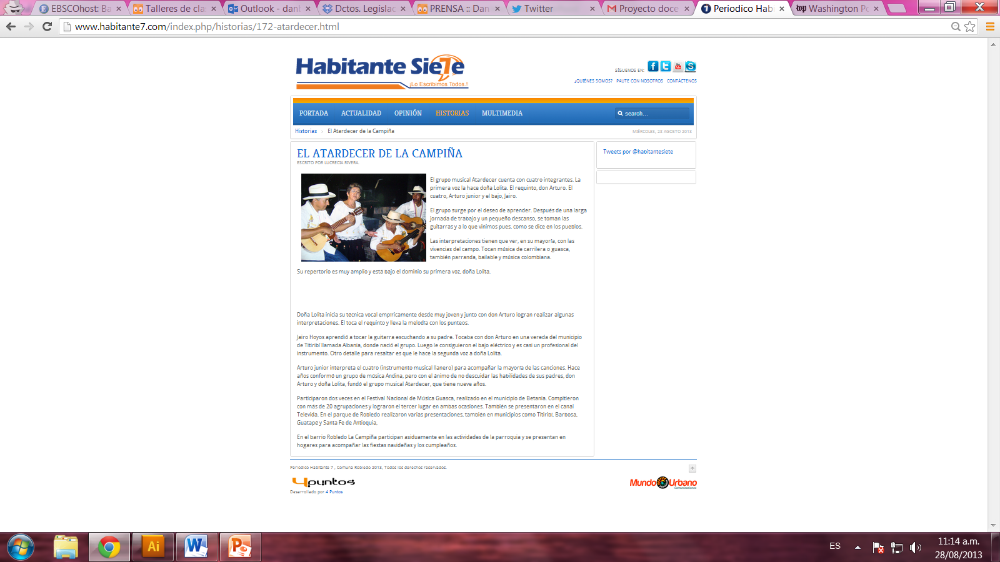 EBSCOhost: Ba
Talleres de cla
Outlook - danl
Dctos. Legislac
PRENSA :: Dan
Twitter
Proyecto doce
Periodico Hab
Washington Po
www.habitante7.com/index.php/historias/172-atardecer.html
Habitante SieTe
¡Lo Escribimos Todos.!
SÍGUENOS EN:
¿QUIÉNES SOMOS? PAUTE CON NOSOTROS CONTÁCTENOS
PORTADA ACTUALIDAD OPINIÓN HISTORIAS MULTIMEDIA
search...
Historias › El Atardecer de la Campiña
MIÉRCOLES, 28 AGOSTO 2013
EL ATARDECER DE LA CAMPIÑA
ESCRITO POR LUCRECIA RIVERA.
El grupo musical Atardecer cuenta con cuatro integrantes. La
primera voz la hace doña Lolita. El requinto, don Arturo. El
cuatro, Arturo junior y el bajo, Jairo.
El grupo surge por el deseo de aprender. Después de una larga
jornada de trabajo y un pequeño descanso, se toman las
guitarras y a lo que vinimos pues, como se dice en los pueblos.
Las interpretaciones tienen que ver, en su mayoría, con las
vivencias del campo. Tocan música de carrilera o guasca,
también parranda, bailable y música colombiana.
Su repertorio es muy amplio y está bajo el dominio su primera voz, doña Lolita.
Doña Lolita inicia su técnica vocal empíricamente desde muy joven y junto con don Arturo logran realizar algunas
interpretaciones. El toca el requinto y lleva la melodía con los punteos.
Jairo Hoyos aprendió a tocar la guitarra escuchando a su padre. Tocaba con don Arturo en una vereda del municipio
de Titiribí llamada Albania, donde nació el grupo. Luego le consiguieron el bajo eléctrico y es casi un profesional del
instrumento. Otro detalle para resaltar es que le hace la segunda voz a doña Lolita.
Arturo junior interpreta el cuatro (instrumento musical llanero) para acompañar la mayoría de las canciones. Hace
años conformó un grupo de música Andina, pero con el ánimo de no descuidar las habilidades de sus padres, don
Arturo y doña Lolita, fundó el grupo musical Atardecer, que tiene nueve años.
Participaron dos veces en el Festival Nacional de Música Guasca, realizado en el municipio de Betania. Compitieron
con más de 20 agrupaciones y lograron el tercer lugar en ambas ocasiones. También se presentaron en el canal
Televida. En el parque de Robledo realizaron varias presentaciones, también en municipios como Titiribí, Barbosa,
Guatapé y Santa Fe de Antioquia,
En el barrio Robledo La Campiña participan asiduamente en las actividades de la parroquia y se presentan en
hogares para acompañar las fiestas navideñas y los cumpleaños.
Tweets por @habitantesiete
Periodico Habitante 7 , Comuna Robledo 2013, Todos los derechos reservados.
4puntos
Desarrollado por 4 Puntos
Mundo Urbano
Comunicaciones
Ai
ES
11:14 a.m.
28/08/2013